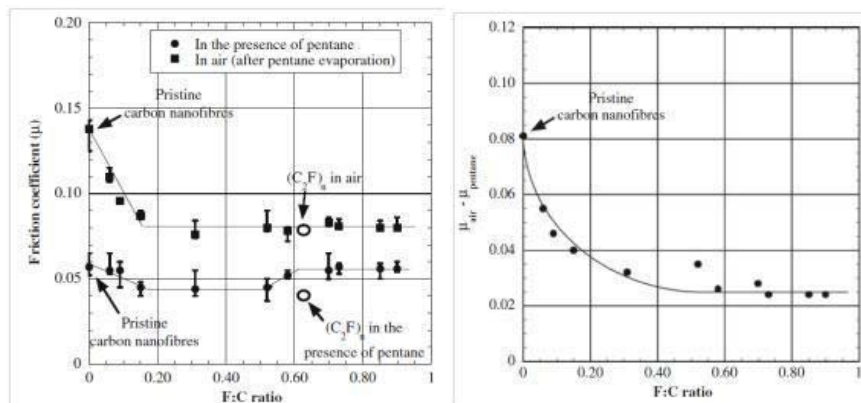 0.20
0.15
0.10
0.05
0
Friction coefficient (μ)
In the presence of pentane
In air (after pentane evaporation)
Pristine
carbon nanofibres
(C2F)n in air
Pristine
carbon nanofibres
(C2F)n in the
presence of pentane
0 0.20 0.40 0.60 0.80 1
F:C ratio
0.12
0.10
0.08
0.06
0.04
0.02
0
μair - μpentane
Pristine
carbon nanofibres
0 0.20 0.40 0.60 0.80 1
F:C ratio